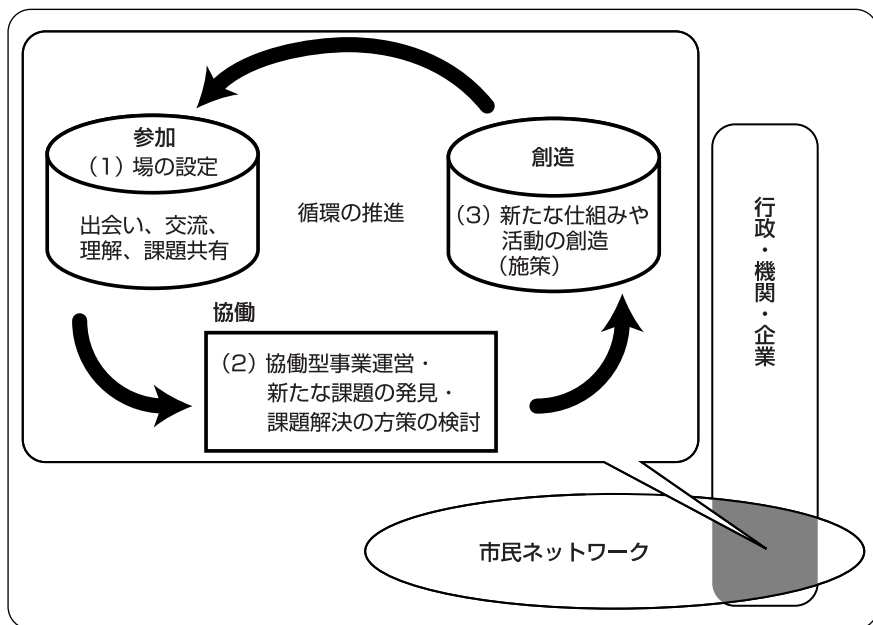 参加
（1）場の設定
出会い、交流、
理解、課題共有
循環の推進
創造
（3）新たな仕組みや
活動の創造
（施策）
協働
（2）協働型事業運営・
新たな課題の発見・
課題解決の方策の検討
行政・機関・企業
市民ネットワーク